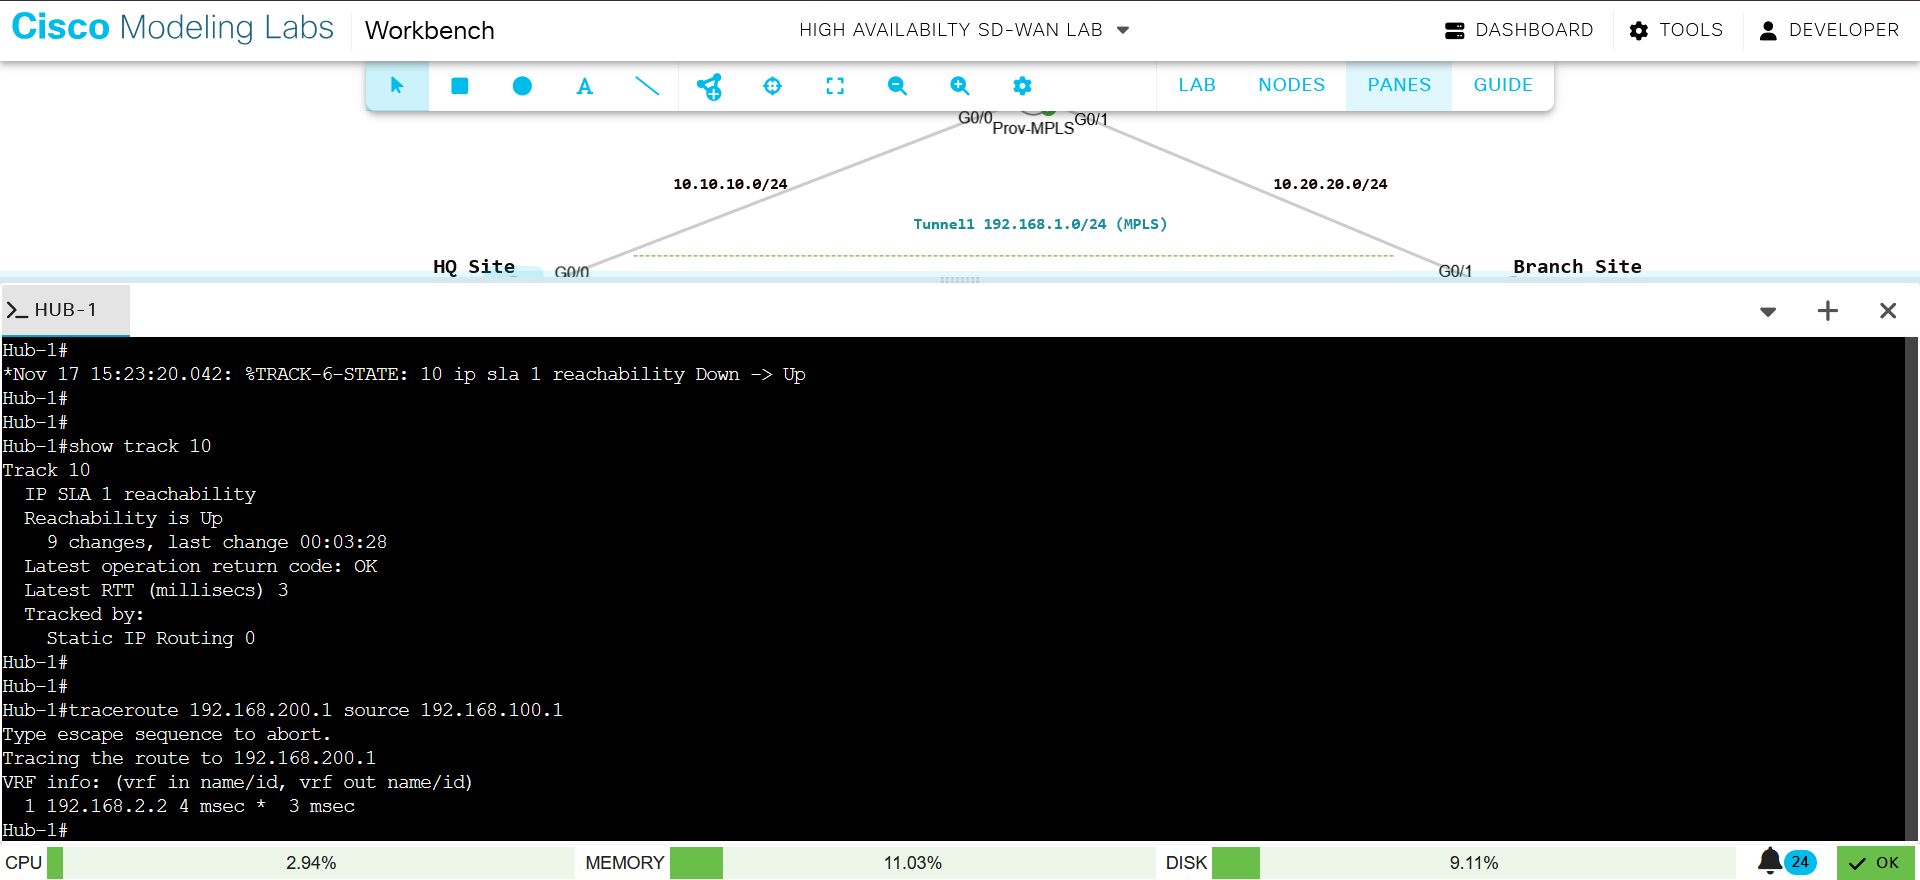 Cisco Modeling Labs Workbench HIGH AVAILABILTY SD-WAN LAB DASHBOARD TOOLS DEVELOPER
A LAB NODES PANES GUIDE
G0/0 Prov-MPLS G0/1
10.10.10.0/24 10.20.20.0/24
Tunnel1 192.168.1.0/24 (MPLS)
HQ Site G0/0 G0/1 Branch Site
HUB-1
Hub-1#
*Nov 17 15:23:20.042: %TRACK-6-STATE: 10 ip sla 1 reachability Down -> Up
Hub-1#
Hub-1#
Hub-1#show track 10
Track 10
  IP SLA 1 reachability
  Reachability is Up
    9 changes, last change 00:03:28
  Latest operation return code: OK
  Latest RTT (millisecs) 3
  Tracked by:
    Static IP Routing 0
Hub-1#
Hub-1#
Hub-1#traceroute 192.168.200.1 source 192.168.100.1
Type escape sequence to abort.
Tracing the route to 192.168.200.1
VRF info: (vrf in name/id, vrf out name/id)
  1 192.168.2.2 4 msec *  3 msec
Hub-1#
CPU 2.94% MEMORY 11.03% DISK 9.11% 24 OK